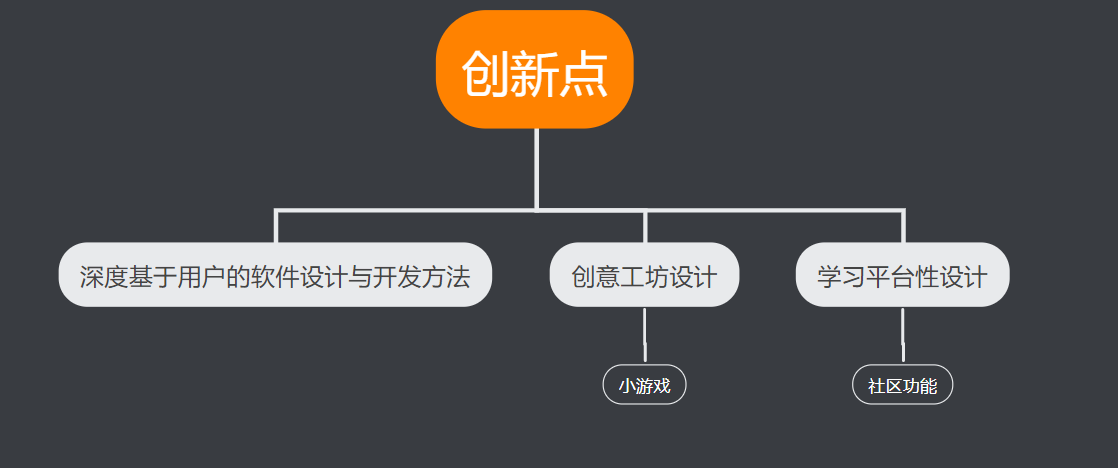 创新点
深度基于用户的软件设计与开发方法
创意工坊设计
学习平台性设计
小游戏
社区功能